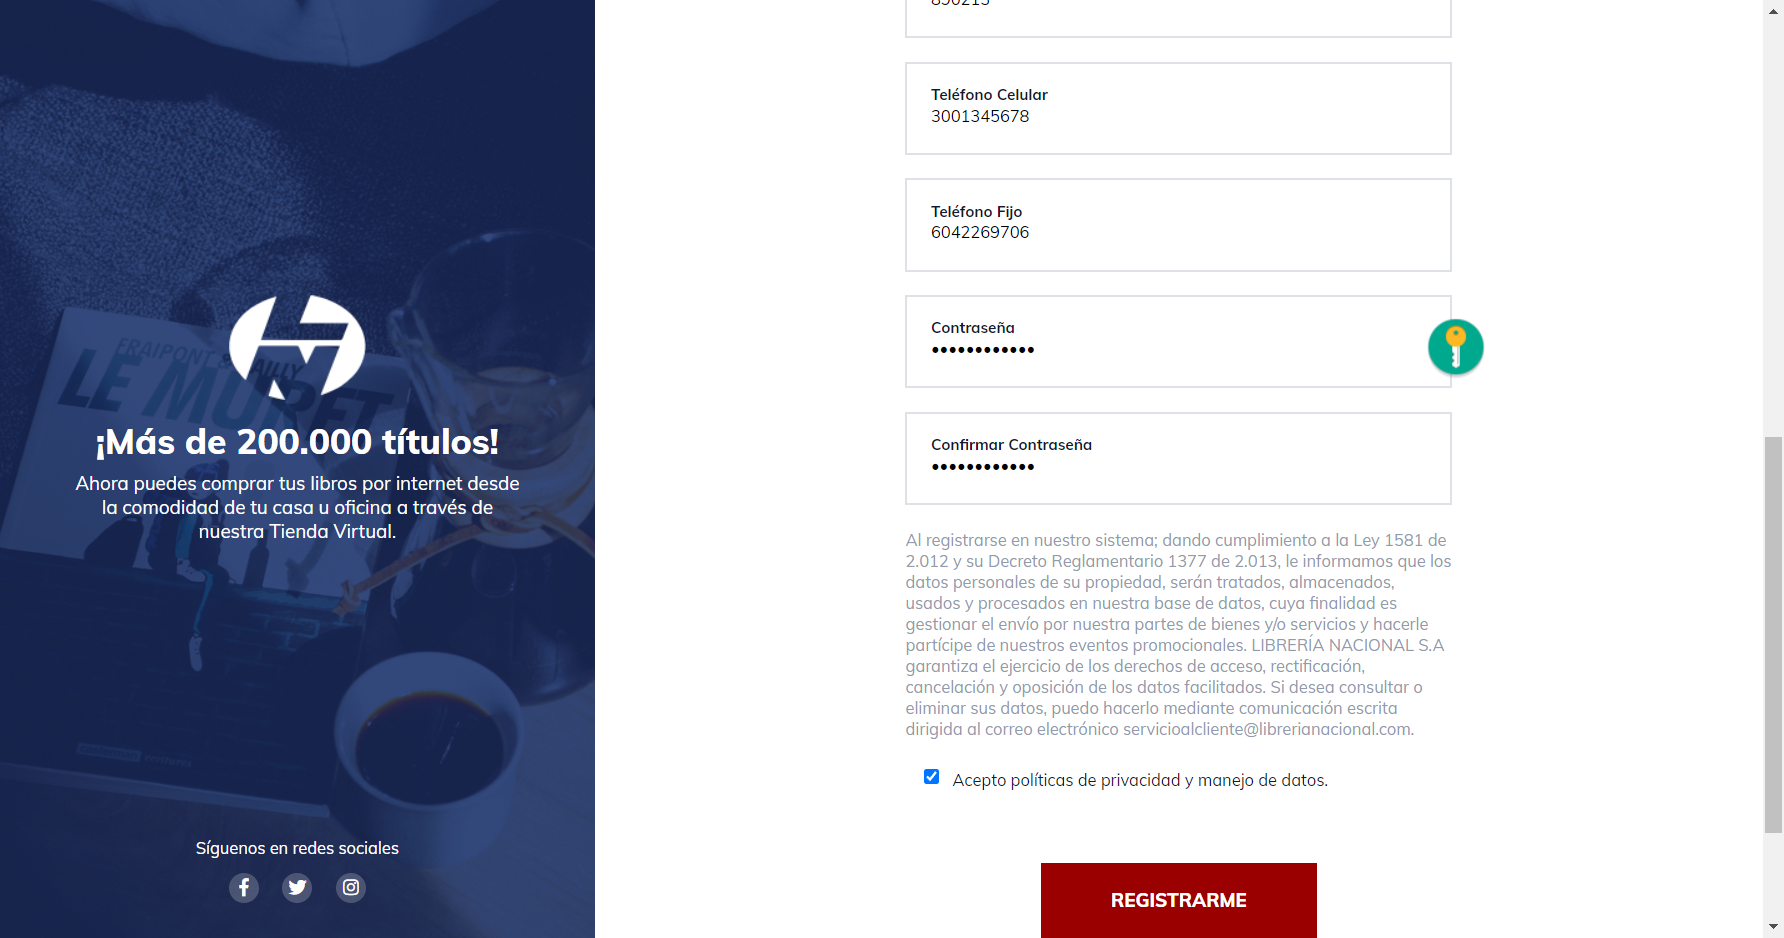 ¡Más de 200.000 títulos!
Ahora puedes comprar tus libros por internet desde
la comodidad de tu casa u oficina a través de
nuestra Tienda Virtual.
Síguenos en redes sociales
890213
Teléfono Celular
3001345678
Teléfono Fijo
6042269706
Contraseña
••••••••••••
Confirmar Contraseña
••••••••••••
Al registrarse en nuestro sistema; dando cumplimiento a la Ley 1581 de
2.012 y su Decreto Reglamentario 1377 de 2.013, le informamos que los
datos personales de su propiedad, serán tratados, almacenados,
usados y procesados en nuestra base de datos, cuya finalidad es
gestionar el envío por nuestra partes de bienes y/o servicios y hacerle
partícipe de nuestros eventos promocionales. LIBRERÍA NACIONAL S.A
garantiza el ejercicio de los derechos de acceso, rectificación,
cancelación y oposición de los datos facilitados. Si desea consultar o
eliminar sus datos, puedo hacerlo mediante comunicación escrita
dirigida al correo electrónico servicioalcliente@librerianacional.com.
Acepto políticas de privacidad y manejo de datos.
REGISTRARME
FRAIPONT
LE MURET